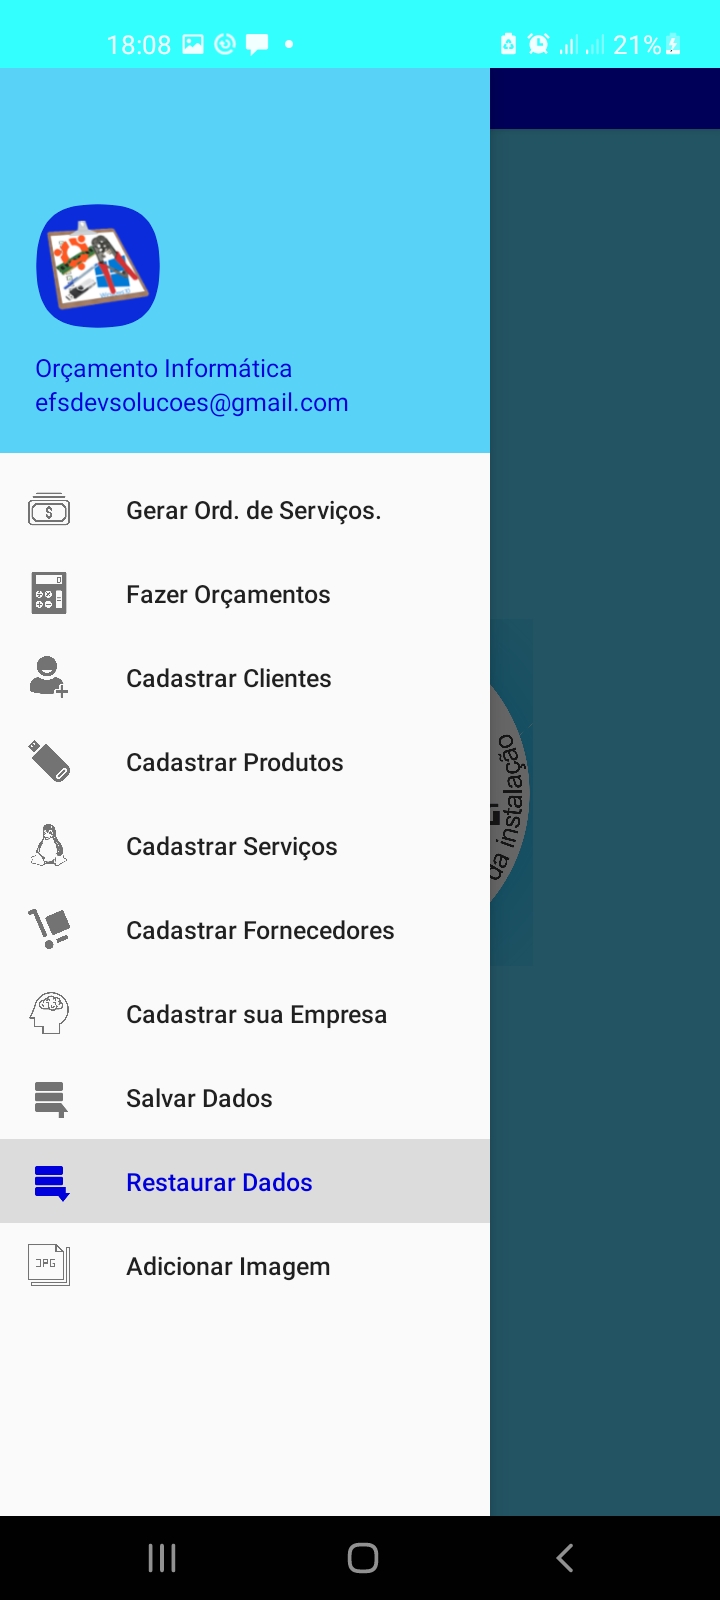 18:08
21%
Orçamento Informática
efsdevsolucoes@gmail.com
Gerar Ord. de Serviços.
Fazer Orçamentos
Cadastrar Clientes
Cadastrar Produtos
Cadastrar Serviços
Cadastrar Fornecedores
Cadastrar sua Empresa
Salvar Dados
Restaurar Dados
JPG
Adicionar Imagem
da instalação